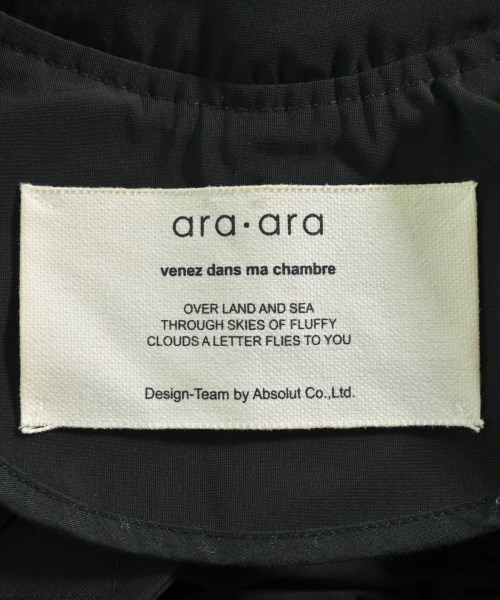 ara·ara
venez dans ma chambre
OVER LAND AND SEA
THROUGH SKIES OF FLUFFY
CLOUDS A LETTER FLIES TO YOU
Design-Team by Absolut Co.,Ltd.